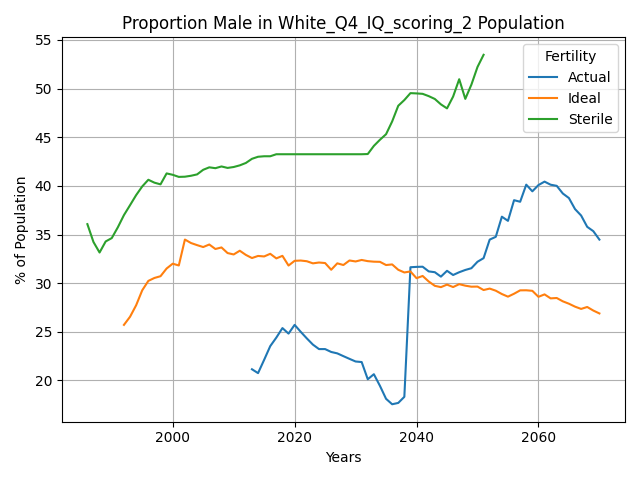 Proportion Male in White_Q4_IQ_scoring_2 Population
55
50
45
40
35
30
25
20
% of Population
Fertility
Actual
Ideal
Sterile
2000
2020
2040
2060
Years